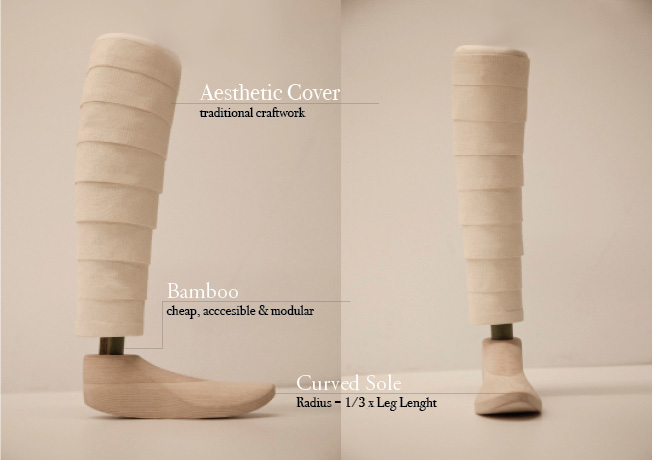 Aesthetic Cover
traditional craftwork
Bamboo
cheap, acccesible & modular
Curved Sole
Radius = 1/3 x Leg Lenght